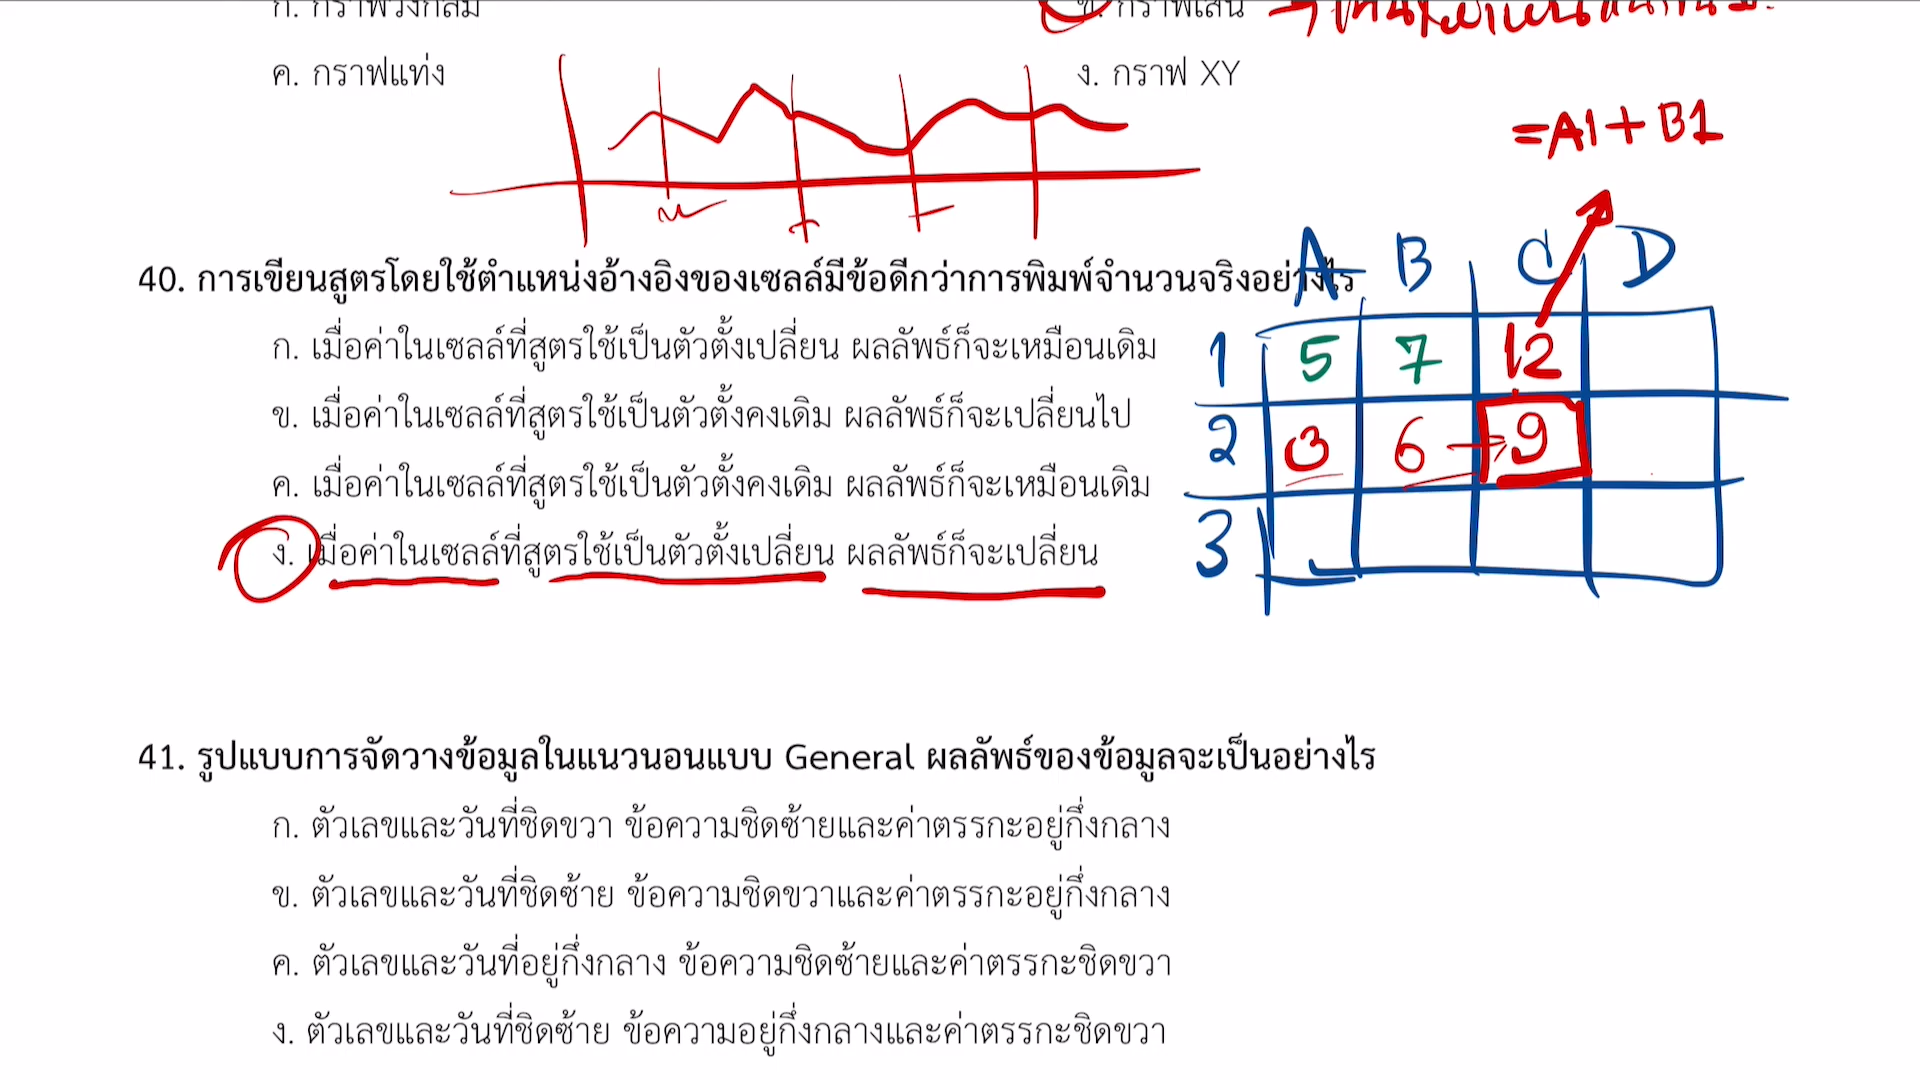 ก. กราฟวงกลม
ข. กราฟเส้น
ค. กราฟแท่ง
ง. กราฟ XY
=A1+B1
A B C D
40. การเขียนสูตรโดยใช้ตำแหน่งอ้างอิงของเซลล์มีข้อดีกว่าการพิมพ์จำนวนจริงอย่างไร
ก. เมื่อค่าในเซลล์ที่สูตรใช้เป็นตัวตั้งเปลี่ยน ผลลัพธ์ก็จะเหมือนเดิม
1 5 7 12
ข. เมื่อค่าในเซลล์ที่สูตรใช้เป็นตัวตั้งคงเดิม ผลลัพธ์ก็จะเปลี่ยนไป
2 3 6 9
ค. เมื่อค่าในเซลล์ที่สูตรใช้เป็นตัวตั้งคงเดิม ผลลัพธ์ก็จะเหมือนเดิม
ง. เมื่อค่าในเซลล์ที่สูตรใช้เป็นตัวตั้งเปลี่ยน ผลลัพธ์ก็จะเปลี่ยน
3
41. รูปแบบการจัดวางข้อมูลในแนวนอนแบบ General ผลลัพธ์ของข้อมูลจะเป็นอย่างไร
ก. ตัวเลขและวันที่ชิดขวา ข้อความชิดซ้ายและค่าตรรกะอยู่กึ่งกลาง
ข. ตัวเลขและวันที่ชิดซ้าย ข้อความชิดขวาและค่าตรรกะอยู่กึ่งกลาง
ค. ตัวเลขและวันที่อยู่กึ่งกลาง ข้อความชิดซ้ายและค่าตรรกะชิดขวา
ง. ตัวเลขและวันที่ชิดซ้าย ข้อความอยู่กึ่งกลางและค่าตรรกะชิดขวา